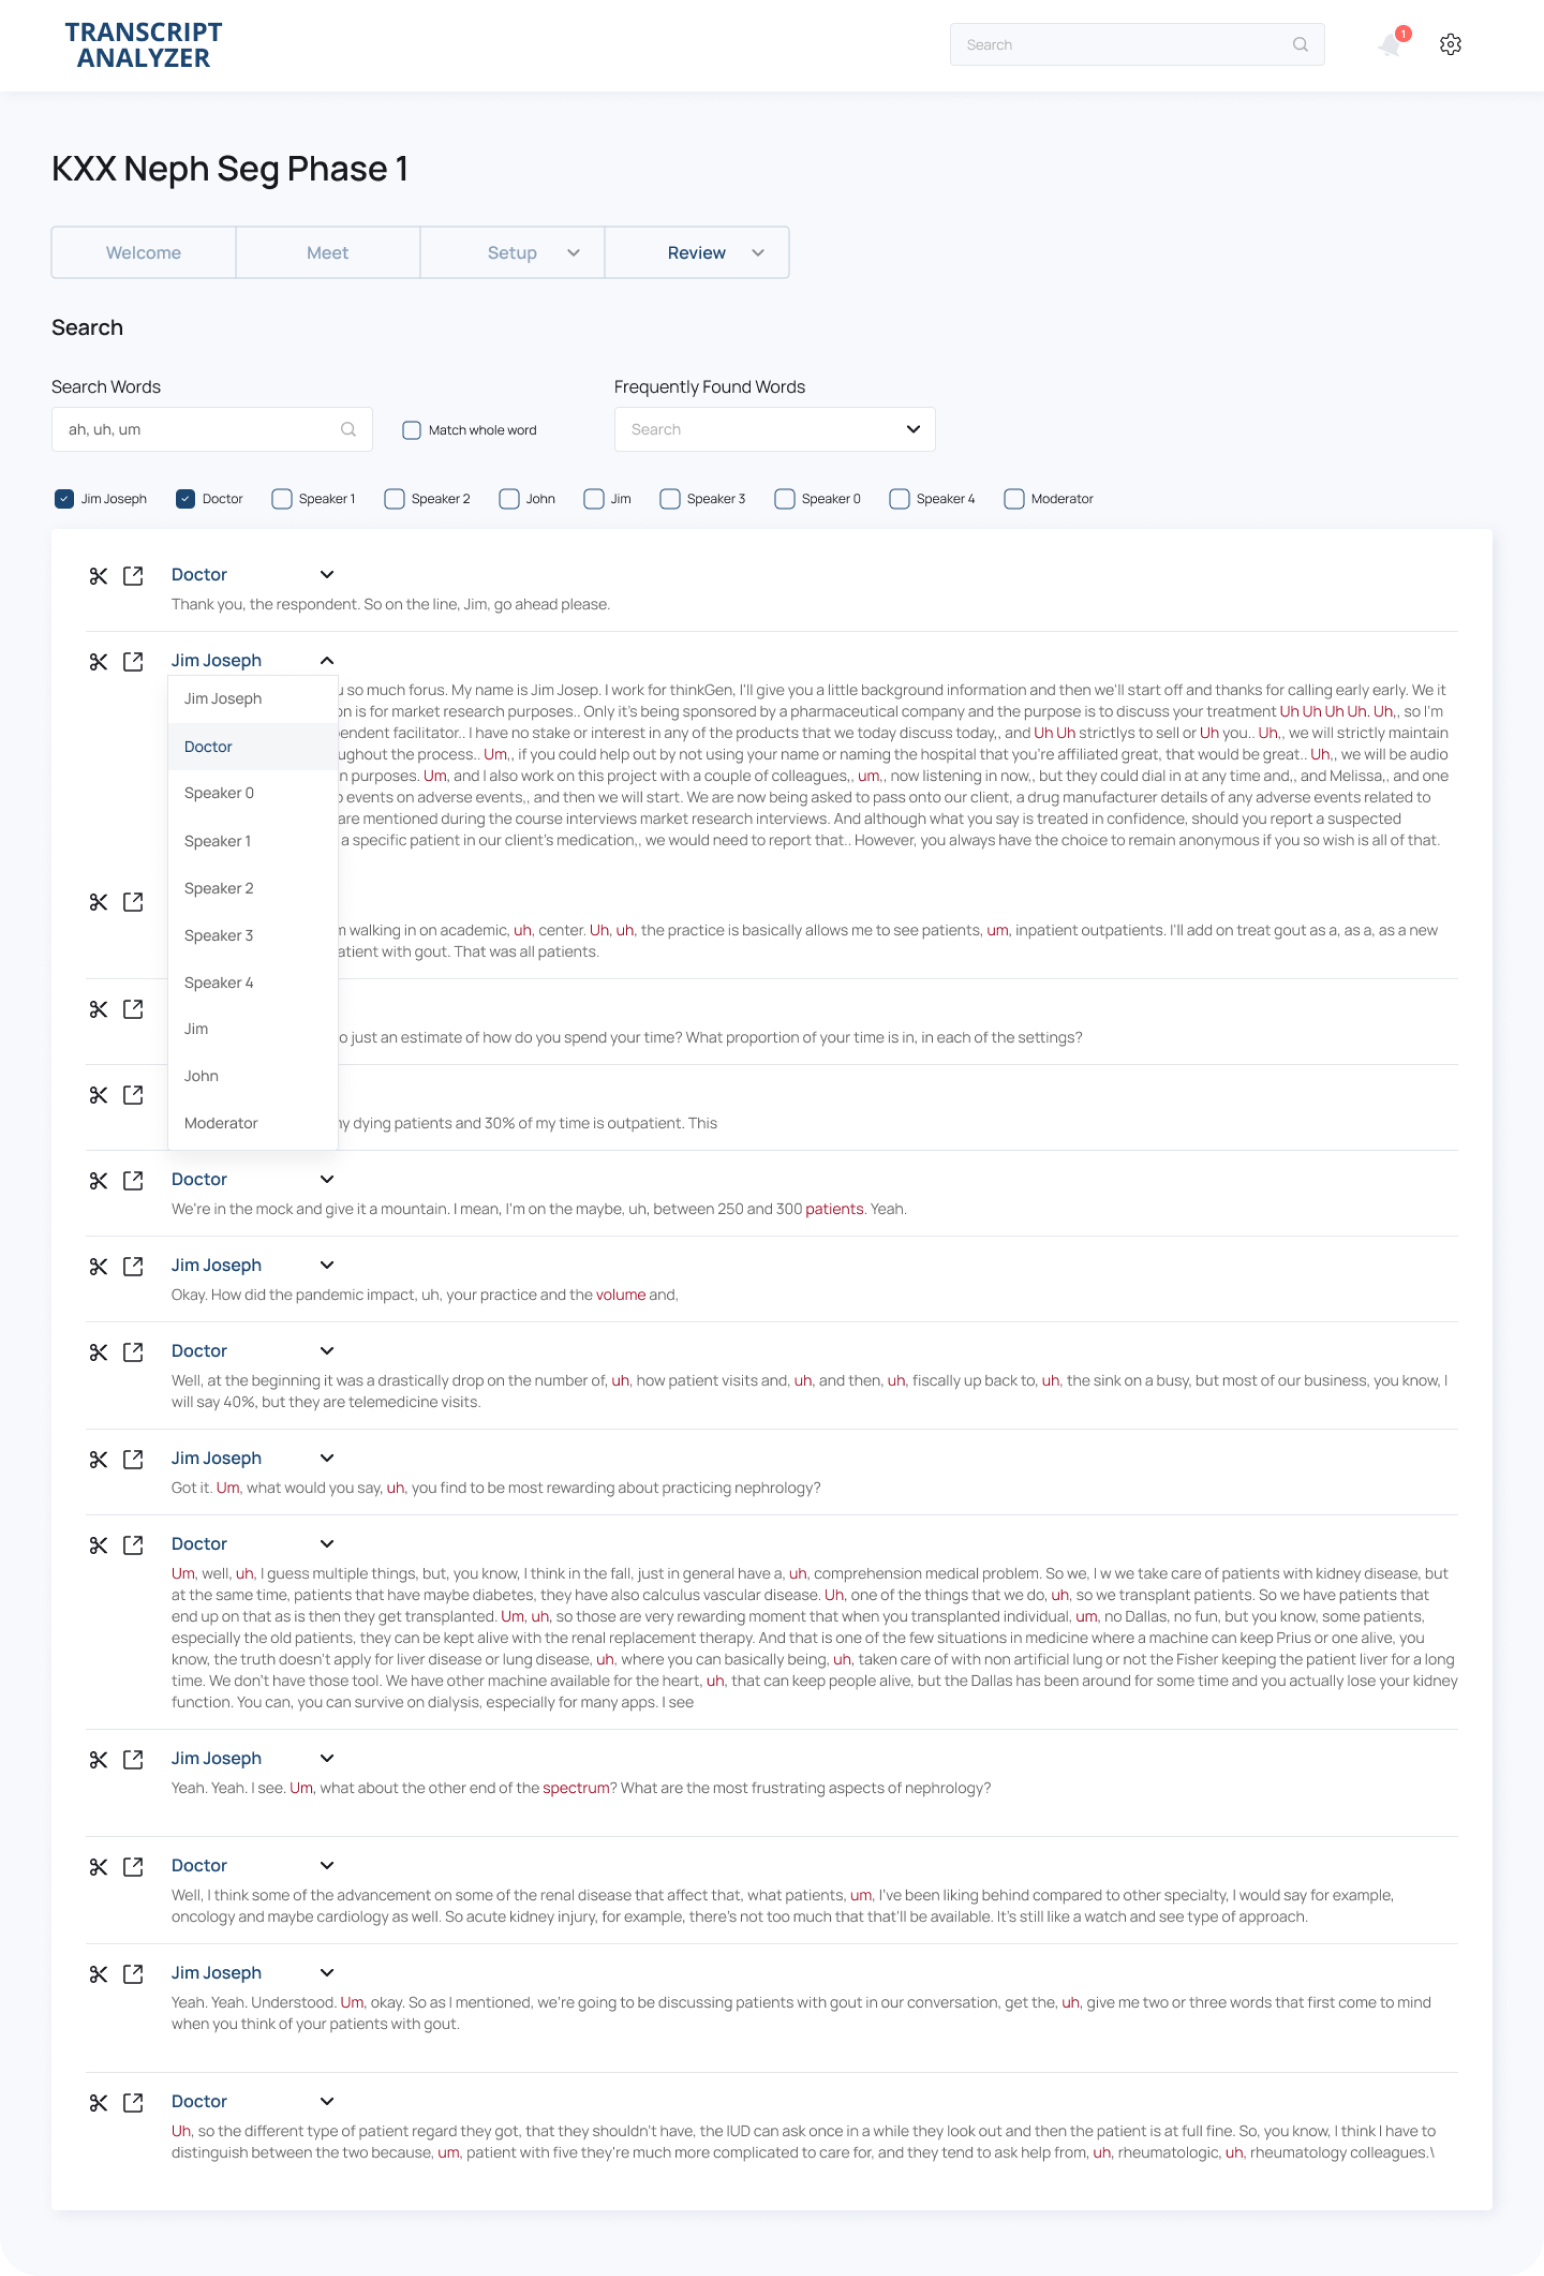 TRANSCRIPT
ANALYZER
Search
1
KXX Neph Seg Phase 1
Welcome
Meet
Setup
Review
Search
Search Words
Frequently Found Words
ah, uh, um
Match whole word
Search
Jim Joseph
Doctor
Speaker 1
Speaker 2
John
Jim
Speaker 3
Speaker 0
Speaker 4
Moderator
Doctor
Thank you, the respondent. So on the line, Jim, go ahead please.
Jim Joseph
Jim Joseph
Doctor
Speaker 0
Speaker 1
Speaker 2
Speaker 3
Speaker 4
Jim
John
Moderator
so much forus. My name is Jim Josep. I work for thinkGen, I'll give you a little background information and then we'll start off and thanks for calling early early. We it
on is for market research purposes.. Only it's being sponsored by a pharmaceutical company and the purpose is to discuss your treatment Uh Uh Uh Uh. Uh,, so I'm
endent facilitator.. I have no stake or interest in any of the products that we today discuss today,, and Uh Uh strictlys to sell or Uh you.. Uh,, we will strictly maintain
ughout the process.. Um,, if you could help out by not using your name or naming the hospital that you're affiliated great, that would be great.. Uh,, we will be audio
n purposes. Um, and I also work on this project with a couple of colleagues,, um,, now listening in now,, but they could dial in at any time and,, and Melissa,, and one
events on adverse events,, and then we will start. We are now being asked to pass onto our client, a drug manufacturer details of any adverse events related to
are mentioned during the course interviews market research interviews. And although what you say is treated in confidence, should you report a suspected
a specific patient in our client's medication,, we would need to report that.. However, you always have the choice to remain anonymous if you so wish is all of that.
m walking in on academic, uh, center. Uh, uh, the practice is basically allows me to see patients, um, inpatient outpatients. I'll add on treat gout as a, as a, as a new
atient with gout. That was all patients.
o just an estimate of how do you spend your time? What proportion of your time is in, in each of the settings?
y dying patients and 30% of my time is outpatient. This
Doctor
We're in the mock and give it a mountain. I mean, I'm on the maybe, uh, between 250 and 300 patients. Yeah.
Jim Joseph
Okay. How did the pandemic impact, uh, your practice and the volume and,
Doctor
Well, at the beginning it was a drastically drop on the number of, uh, how patient visits and, uh, and then, uh, fiscally up back to, uh, the sink on a busy, but most of our business, you know, I
will say 40%, but they are telemedicine visits.
Jim Joseph
Got it. Um, what would you say, uh, you find to be most rewarding about practicing nephrology?
Doctor
Um, well, uh, I guess multiple things, but, you know, I think in the fall, just in general have a, uh, comprehension medical problem. So we, I w we take care of patients with kidney disease, but
at the same time, patients that have maybe diabetes, they have also calculus vascular disease. Uh, one of the things that we do, uh, so we transplant patients. So we have patients that
end up on that as is then they get transplanted. Um, uh, so those are very rewarding moment that when you transplanted individual, um, no Dallas, no fun, but you know, some patients,
especially the old patients, they can be kept alive with the renal replacement therapy. And that is one of the few situations in medicine where a machine can keep Prius or one alive, you
know, the truth doesn't apply for liver disease or lung disease, uh, where you can basically being, uh, taken care of with non artificial lung or not the Fisher keeping the patient liver for a long
time. We don't have those tool. We have other machine available for the heart, uh, that can keep people alive, but the Dallas has been around for some time and you actually lose your kidney
function. You can, you can survive on dialysis, especially for many apps. I see
Jim Joseph
Yeah. Yeah. I see. Um, what about the other end of the spectrum? What are the most frustrating aspects of nephrology?
Doctor
Well, I think some of the advancement on some of the renal disease that affect that, what patients, um, I've been liking behind compared to other specialty, I would say for example,
oncology and maybe cardiology as well. So acute kidney injury, for example, there's not too much that that'll be available. It's still like a watch and see type of approach.
Jim Joseph
Yeah. Yeah. Understood. Um, okay. So as I mentioned, we're going to be discussing patients with gout in our conversation, get the, uh, give me two or three words that first come to mind
when you think of your patients with gout.
Doctor
Uh, so the different type of patient regard they got, that they shouldn't have, the IUD can ask once in a while they look out and then the patient is at full fine. So, you know, I think I have to
distinguish between the two because, um, patient with five they're much more complicated to care for, and they tend to ask help from, uh, rheumatologic, uh, rheumatology colleagues.\